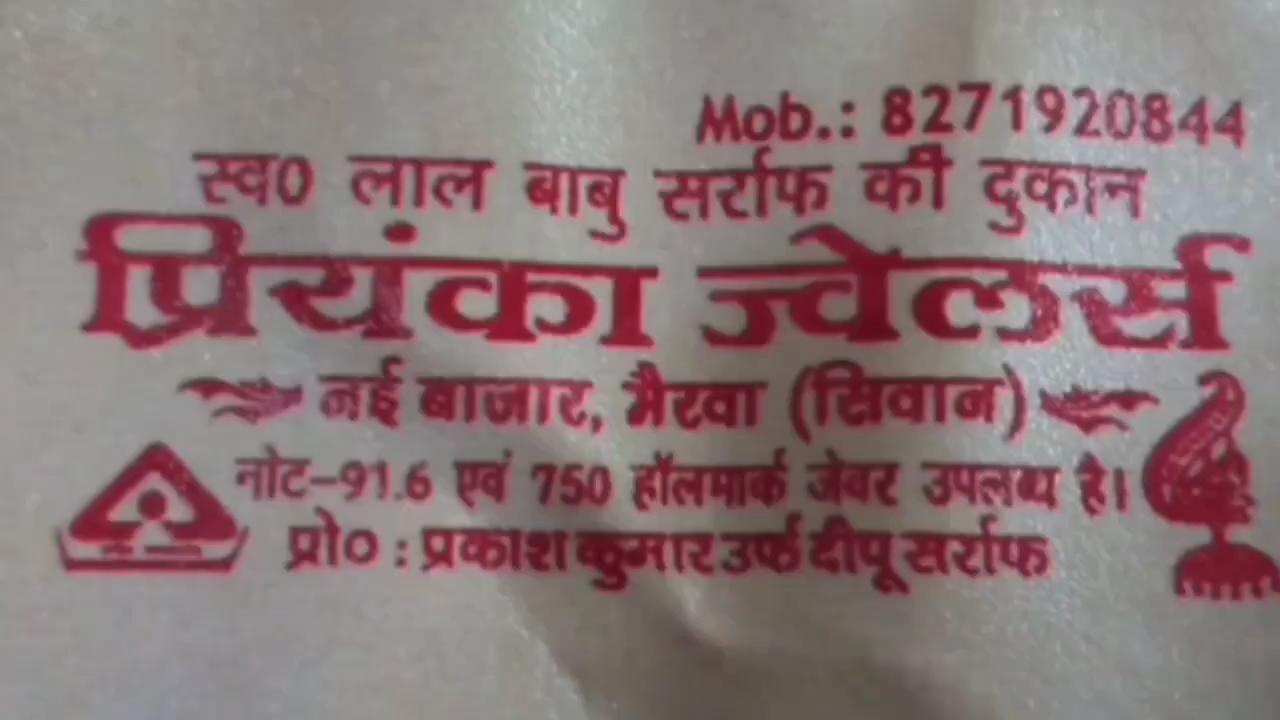 Mob.: 8271920844
स्व० लाल बाबु सर्राफ की दुकान
प्रियंका ज्वेलर्स
नई बाजार, मैरवा (सिवान)
नोट-91.6 एवं 750 हॉलमार्क जेवर उपलब्ध है।
प्रो० : प्रकाश कुमार उर्फ दीपू सर्राफ